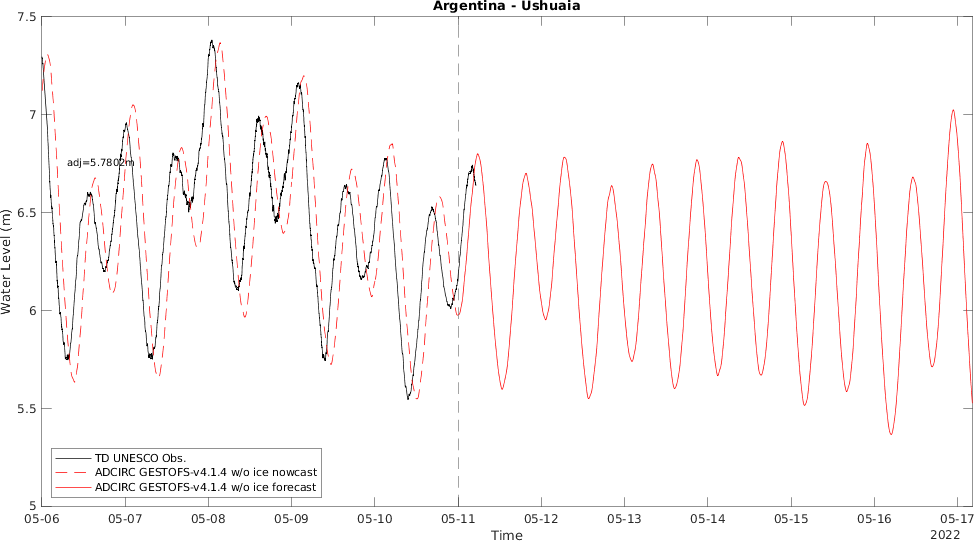 Argentina - Ushuaia
7.5
7
6.5
6
5.5
5
Water Level (m)
adj=5.7802m
TD UNESCO Obs.
ADCIRC GESTOFS-v4.1.4 w/o ice nowcast
ADCIRC GESTOFS-v4.1.4 w/o ice forecast
05-06 05-07 05-08 05-09 05-10 05-11 05-12 05-13 05-14 05-15 05-16 05-17
Time
2022